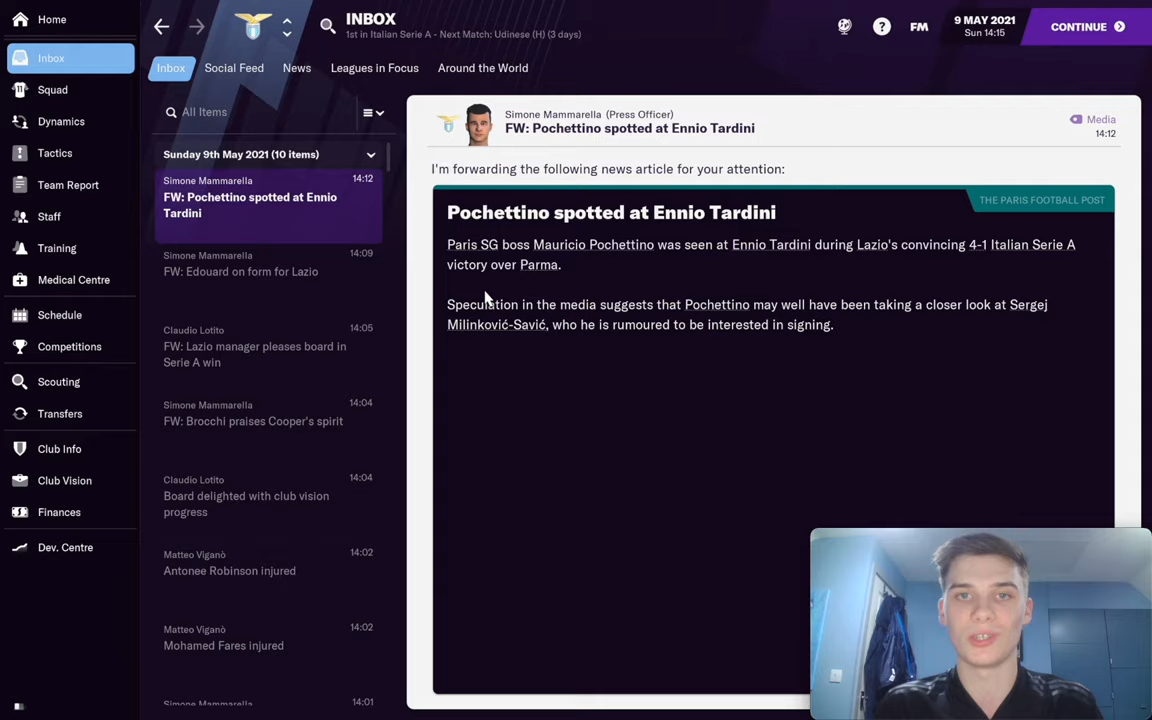 Home
Inbox
Squad
Dynamics
Tactics
Team Report
Staff
Training
Medical Centre
Schedule
Competitions
Scouting
Transfers
Club Info
Club Vision
Finances
Dev. Centre
INBOX
1st in Italian Serie A - Next Match: Udinese (H) (3 days)
?
FM
9 MAY 2021
Sun 14:15
CONTINUE
Inbox
Social Feed
News
Leagues in Focus
Around the World
All Items
Sunday 9th May 2021 (10 items)
Simone Mammarella
14:12
FW: Pochettino spotted at Ennio
Tardini
Simone Mammarella
14:09
FW: Edouard on form for Lazio
Claudio Lotito
14:05
FW: Lazio manager pleases board in
Serie A win
Simone Mammarella
14:04
FW: Brocchi praises Cooper's spirit
Claudio Lotito
14:04
Board delighted with club vision
progress
Matteo Viganò
14:02
Antonee Robinson injured
Matteo Viganò
14:02
Mohamed Fares injured
14:01
Simone Mammarella (Press Officer)
FW: Pochettino spotted at Ennio Tardini
Media
14:12
I'm forwarding the following news article for your attention:
THE PARIS FOOTBALL POST
Pochettino spotted at Ennio Tardini
Paris SG boss Mauricio Pochettino was seen at Ennio Tardini during Lazio's convincing 4-1 Italian Serie A
victory over Parma.
Speculation in the media suggests that Pochettino may well have been taking a closer look at Sergej
Milinković-Savić, who he is rumoured to be interested in signing.